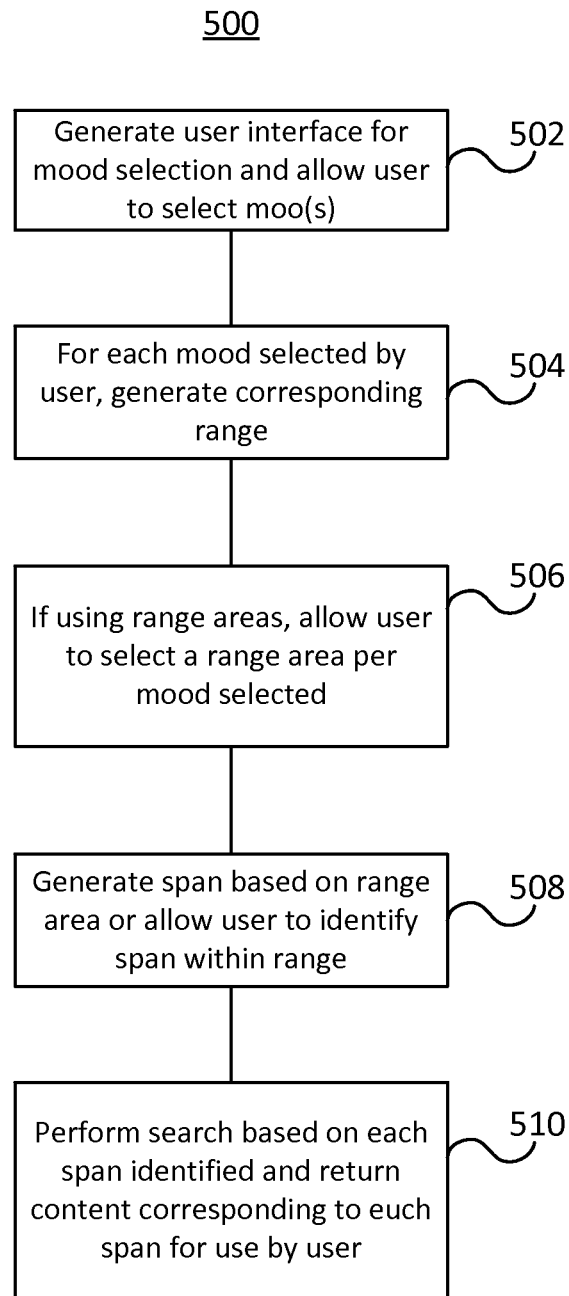 500
Generate user interface for
mood selection and allow user
to select moo(s)
502
For each mood selected by
user, generate corresponding
range
504
If using range areas, allow user
to select a range area per
mood selected
506
Generate span based on range
area or allow user to identify
span within range
508
Perform search based on each
span identified and return
content corresponding to euch
span for use by user
510